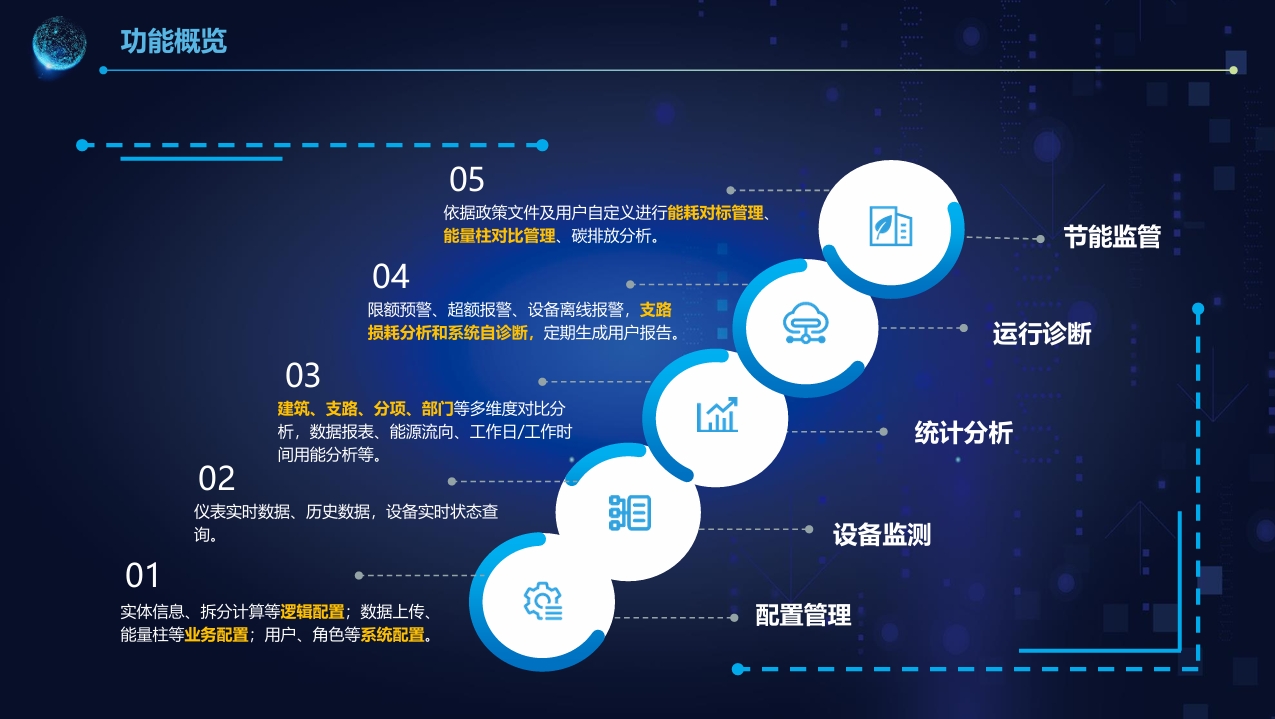 功能概览
05
依据政策文件及用户自定义进行能耗对标管理、
能量柱对比管理、碳排放分析。
节能监管
04
限额预警、超额报警、设备离线报警，支路
损耗分析和系统自诊断，定期生成用户报告。
运行诊断
03
建筑、支路、分项、部门等多维度对比分
析，数据报表、能源流向、工作日/工作时
间用能分析等。
统计分析
02
仪表实时数据、历史数据，设备实时状态查
询。
设备监测
01
实体信息、拆分计算等逻辑配置；数据上传、
能量柱等业务配置；用户、角色等系统配置。
配置管理